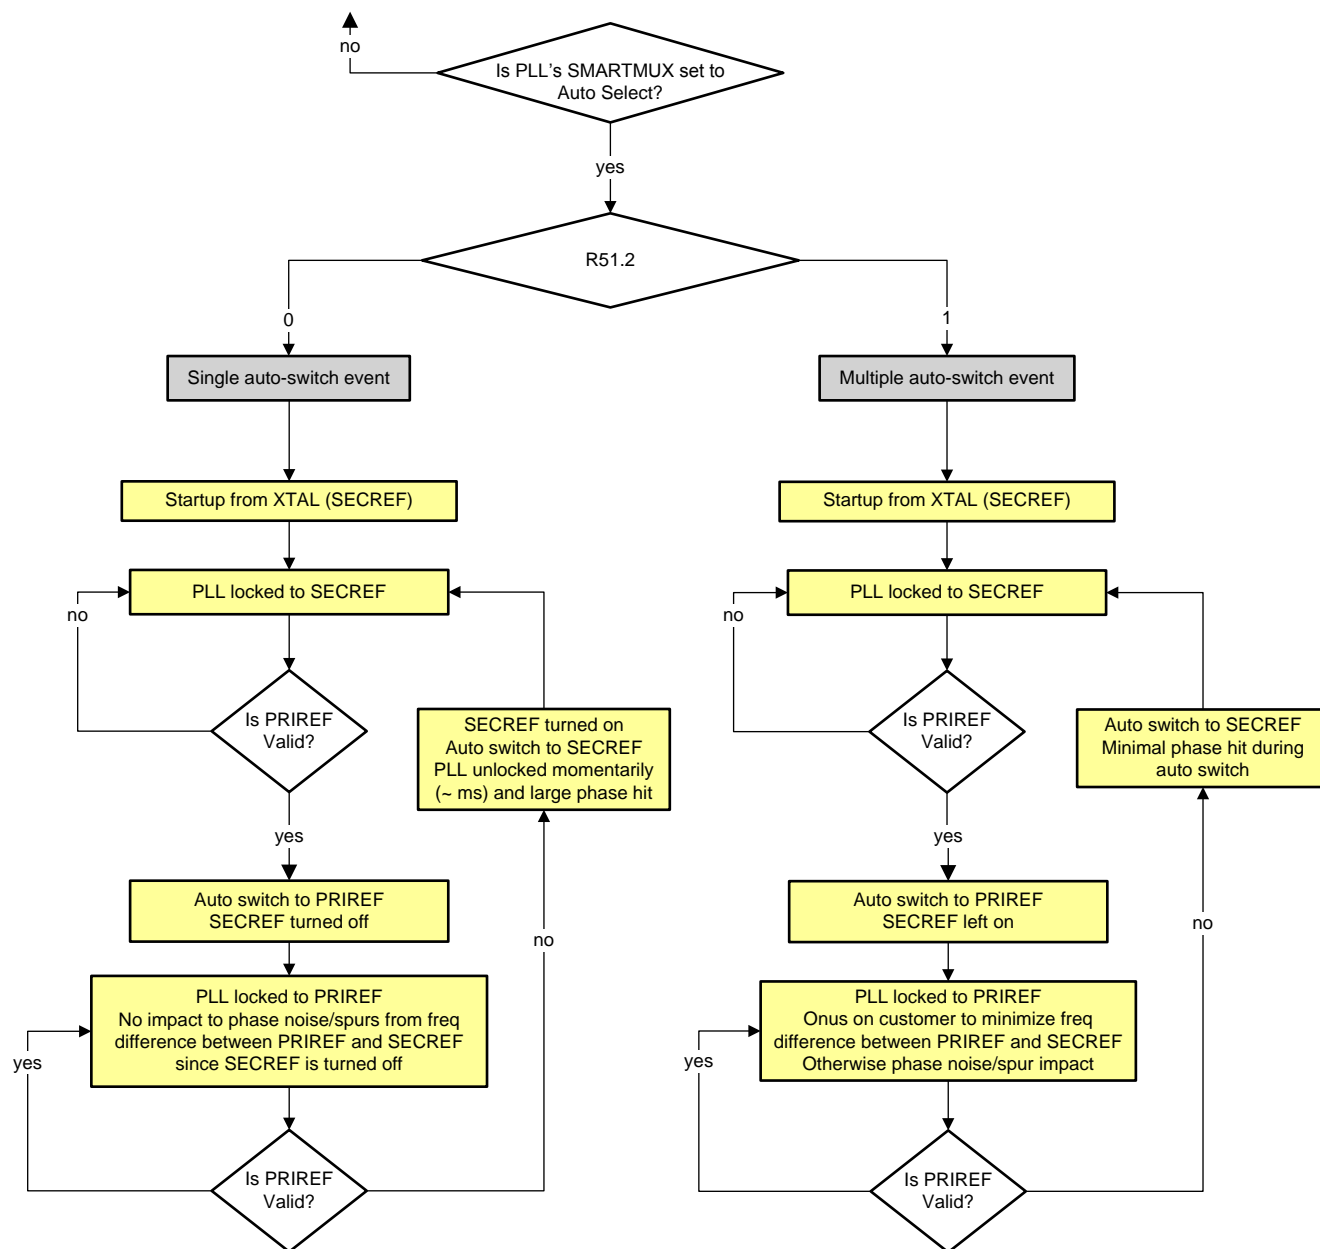 no
Is PLL's SMARTMUX set to
Auto Select?
yes
R51.2
0
1
Single auto-switch event
Multiple auto-switch event
Startup from XTAL (SECREF)
Startup from XTAL (SECREF)
PLL locked to SECREF
PLL locked to SECREF
no
no
Is PRIREF
Valid?
SECREF turned on
Auto switch to SECREF
PLL unlocked momentarily
(~ ms) and large phase hit
Is PRIREF
Valid?
Auto switch to SECREF
Minimal phase hit during
auto switch
yes
yes
Auto switch to PRIREF
SECREF turned off
Auto switch to PRIREF
SECREF left on
no
no
PLL locked to PRIREF
No impact to phase noise/spurs from freq
difference between PRIREF and SECREF
since SECREF is turned off
PLL locked to PRIREF
Onus on customer to minimize freq
difference between PRIREF and SECREF
Otherwise phase noise/spur impact
yes
yes
Is PRIREF
Valid?
Is PRIREF
Valid?